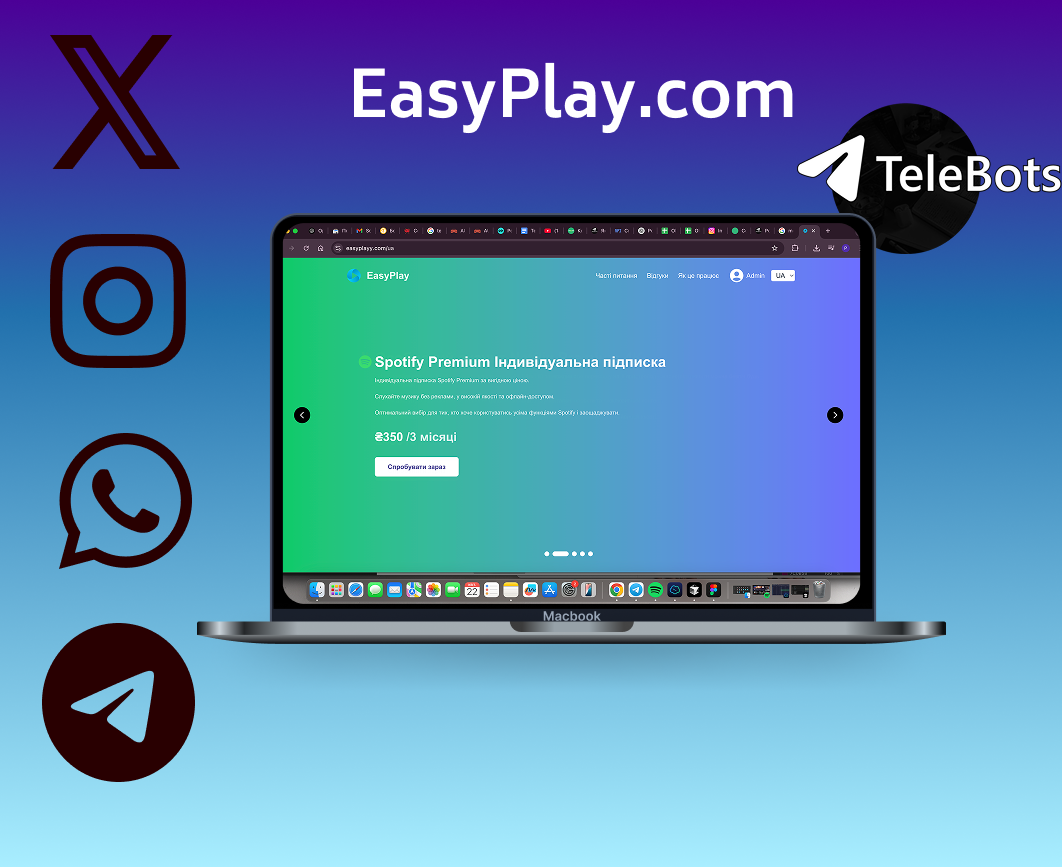 EasyPlay.com
TeleBots
easyplayy.com/ua
EasyPlay
Часті питання Відгуки Як це працює Admin UA
Spotify Premium Індивідуальна підписка
Індивідуальна підписка Spotify Premium за вигідною ціною.
Слухайте музику без реклами, у високій якості та офлайн-доступом.
Оптимальний вибір для тих, хто хоче користуватись усіма функціями Spotify і заощаджувати.
₴350 /3 місяці
Спробувати зараз
22
Macbook